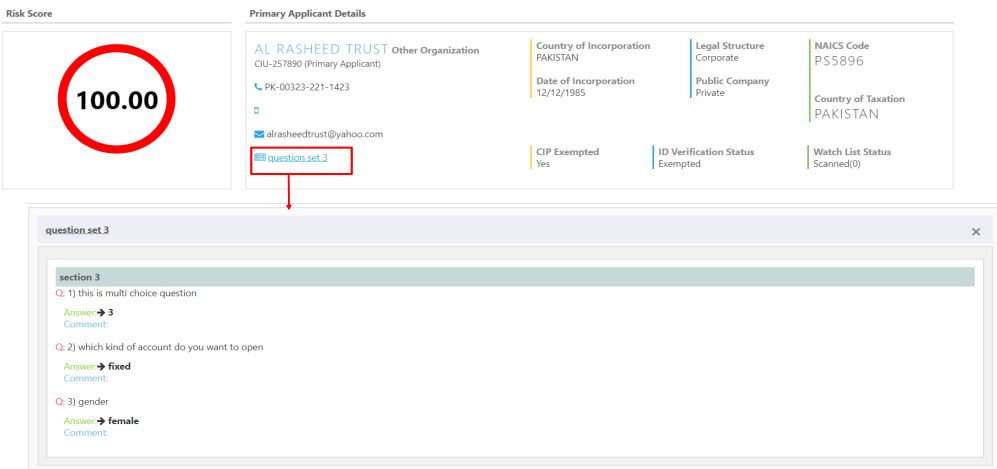 Risk Score
Primary Applicant Details
100.00
AL RASHEED TRUST Other Organization
CIU-257890 (Primary Applicant)
PK-00323-221-1423
alrasheedtrust@yahoo.com
question set 3
Country of Incorporation
PAKISTAN
Date of Incorporation
12/12/1985
Legal Structure
Corporate
Public Company
Private
NAICS Code
PS5896
Country of Taxation
PAKISTAN
CIP Exempted
Yes
ID Verification Status
Exempted
Watch List Status
Scanned(0)
question set 3
section 3
Q: 1) this is multi choice question
Answer:→ 3
Comment:
Q: 2) which kind of account do you want to open
Answer:→ fixed
Comment:
Q: 3) gender
Answer:→ female
Comment: